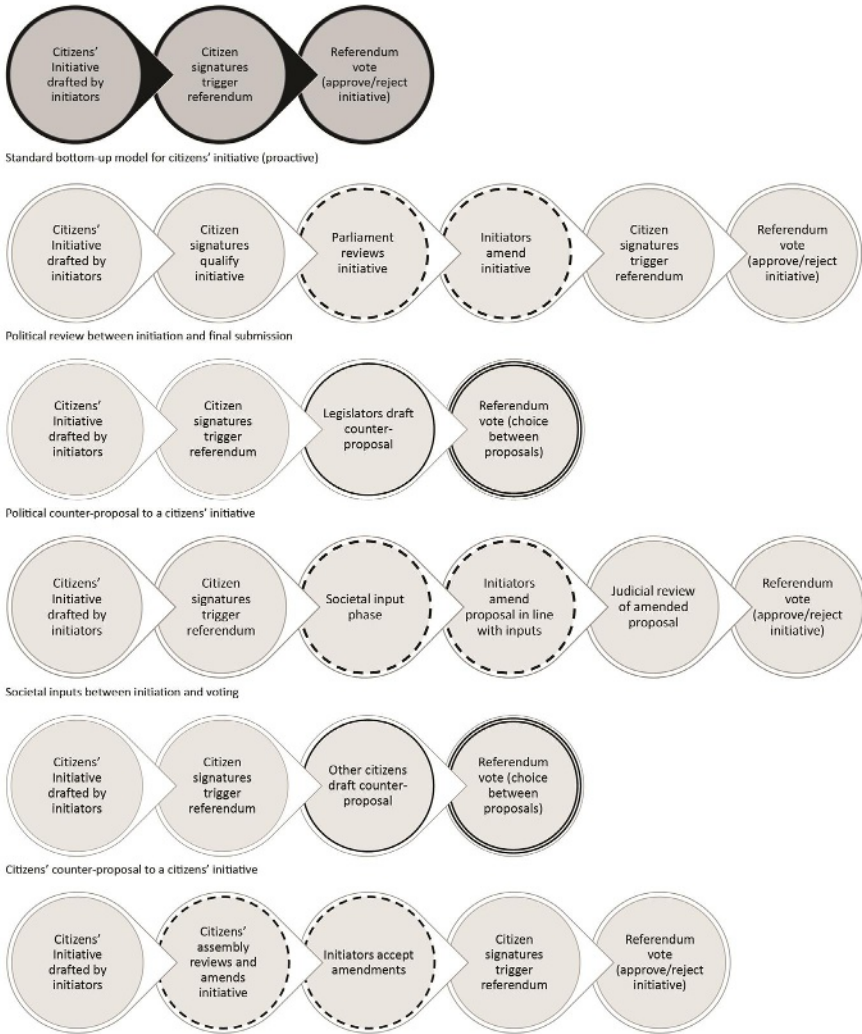 Citizens'
Initiative
drafted by
initiators
Citizen
signatures
trigger
referendum
Referendum
vote
(approve/reject
initiative)
Standard bottom-up model for citizens' initiative (proactive)
Citizens'
Initiative
drafted by
initiators
Citizen
signatures
qualify
initiative
Parliament
reviews
initiative
Initiators
amend
initiative
Citizen
signatures
trigger
referendum
Referendum
vote
(approve/reject
initiative)
Political review between initiation and final submission
Citizens'
Initiative
drafted by
initiators
Citizen
signatures
trigger
referendum
Legislators draft
counter-
proposal
Referendum
vote (choice
between
proposals)
Political counter-proposal to a citizens' initiative
Citizens'
Initiative
drafted by
initiators
Citizen
signatures
trigger
referendum
Societal input
phase
Initiators
amend
proposal in line
with inputs
Judicial review
of amended
proposal
Referendum
vote
(approve/reject
initiative)
Societal inputs between initiation and voting
Citizens'
Initiative
drafted by
initiators
Citizen
signatures
trigger
referendum
Other citizens
draft counter-
proposal
Referendum
vote (choice
between
proposals)
Citizens' counter-proposal to a citizens' initiative
Citizens'
Initiative
drafted by
initiators
Citizens'
assembly
reviews and
amends
initiative
Initiators accept
amendments
Citizen
signatures
trigger
referendum
Referendum
vote
(approve/reject
initiative)